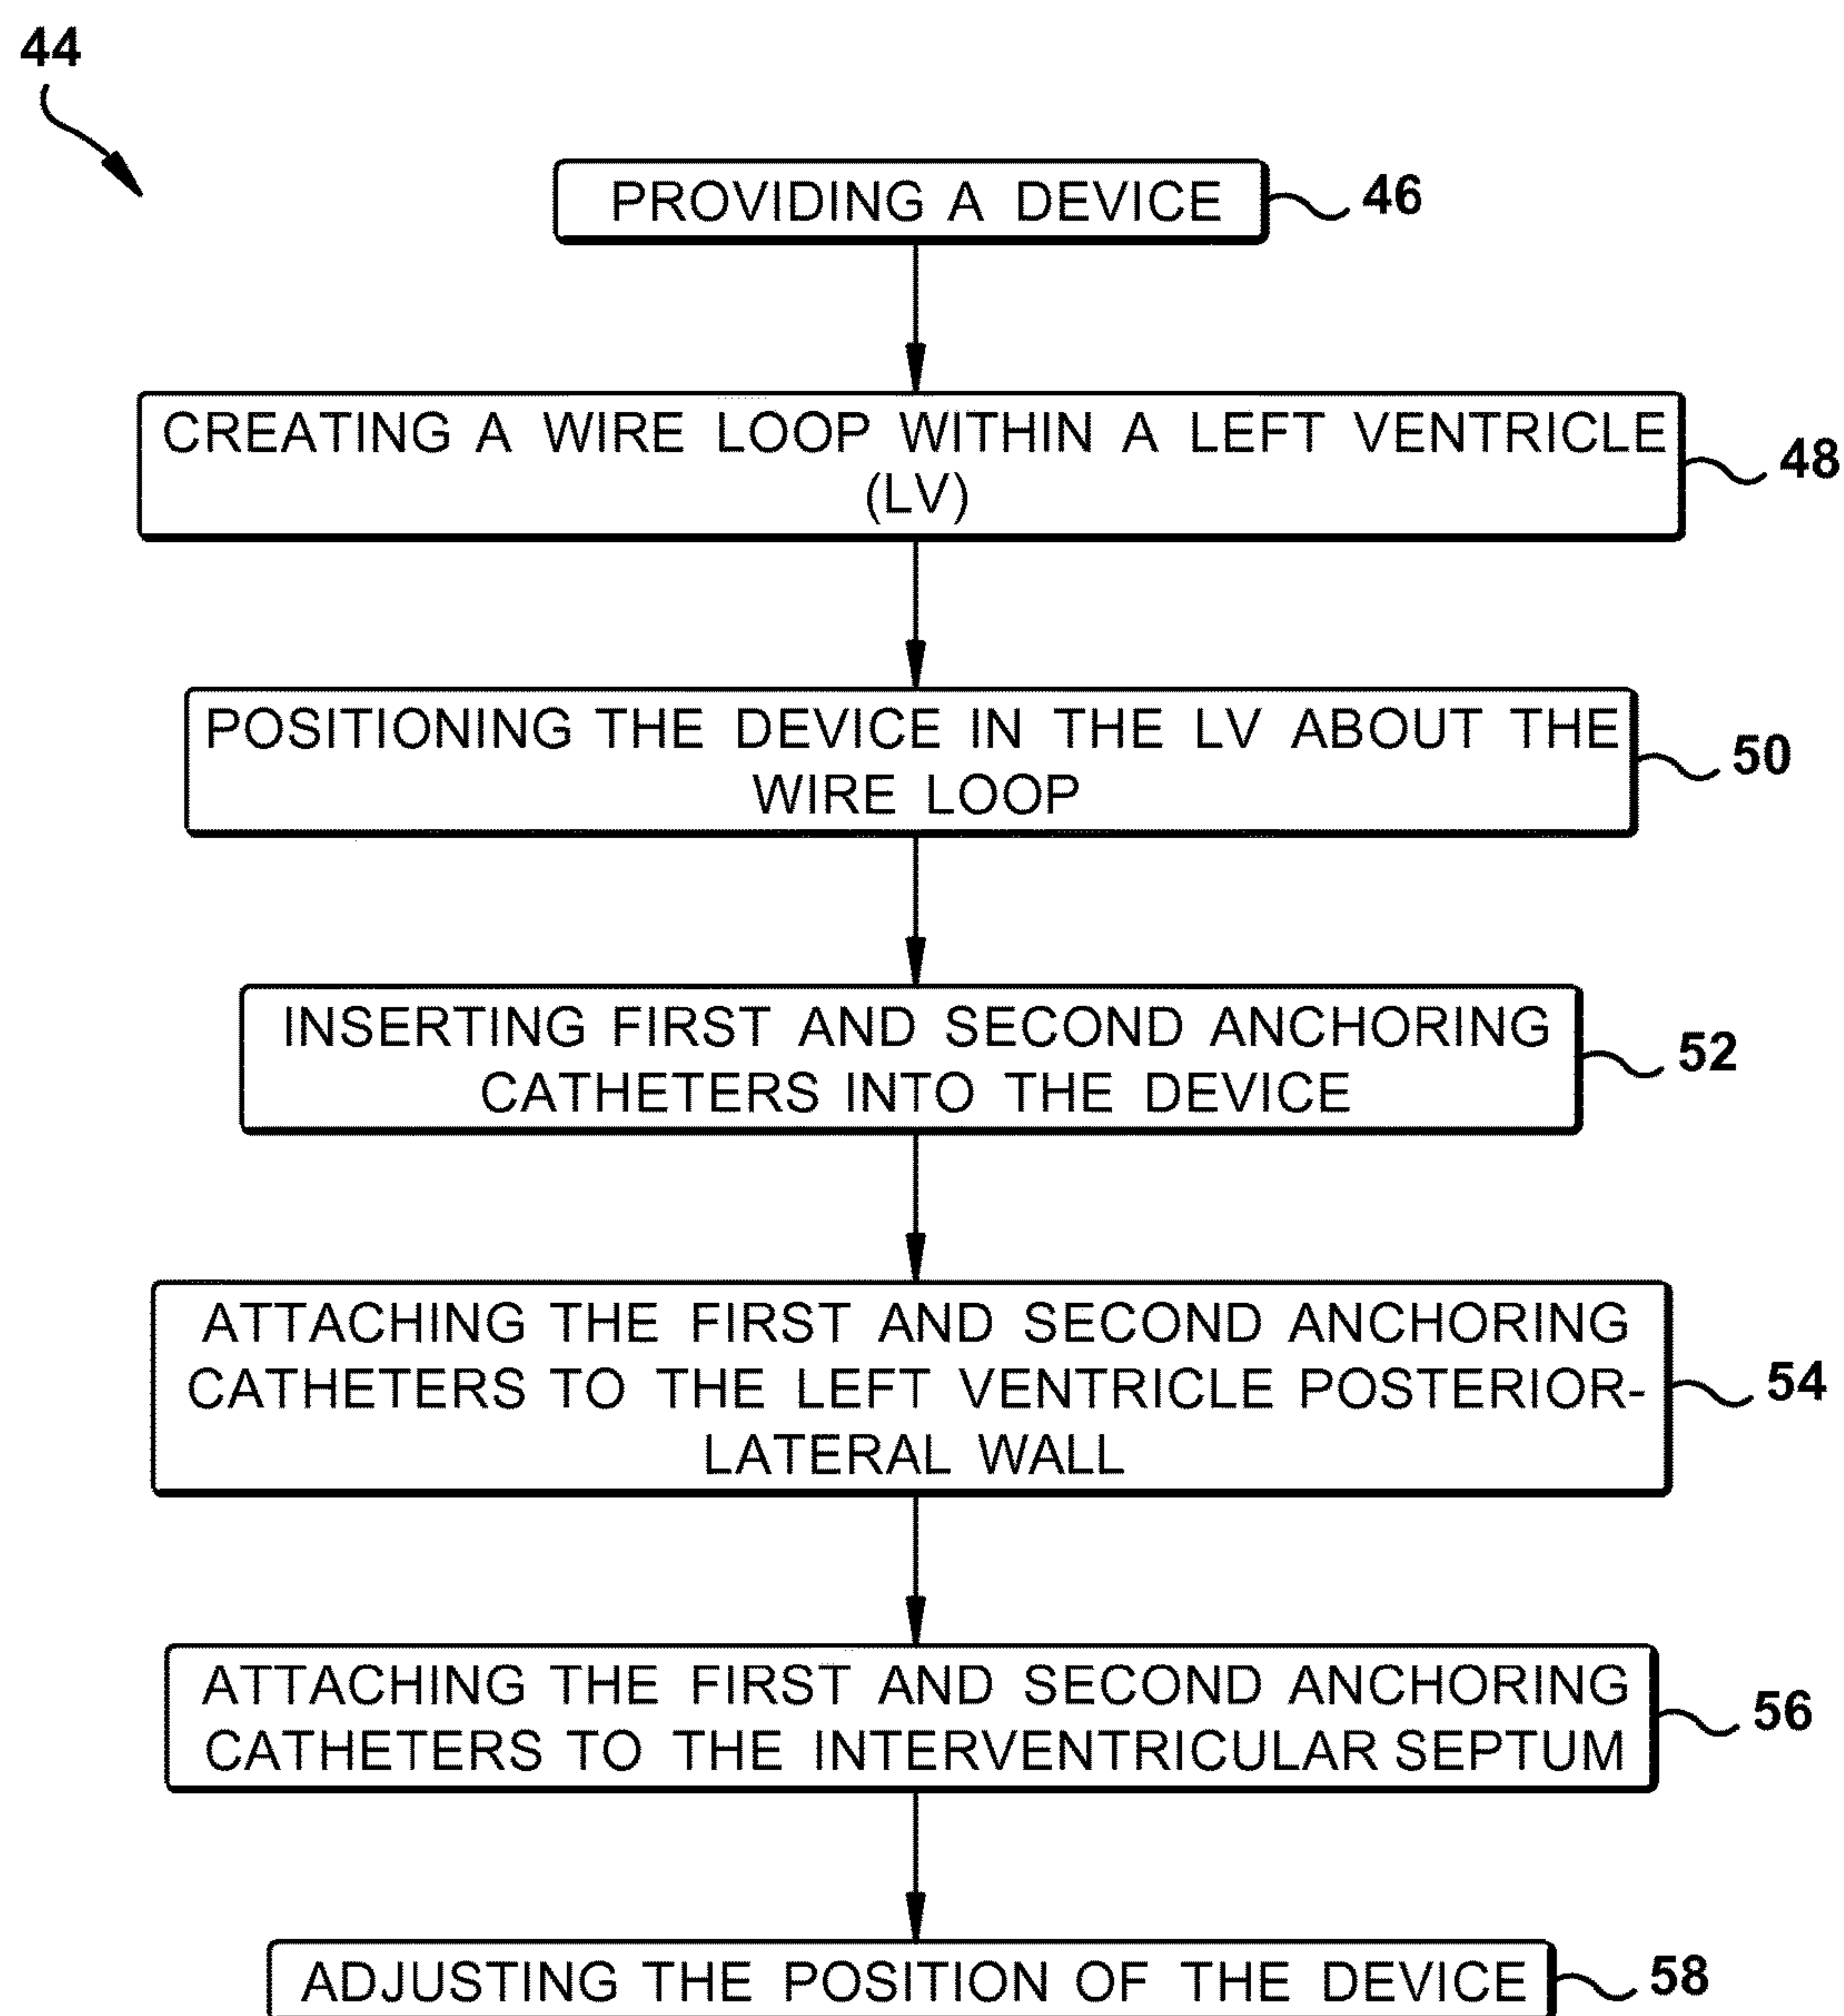 44
PROVIDING A DEVICE
46
CREATING A WIRE LOOP WITHIN A LEFT VENTRICLE
(LV)
48
POSITIONING THE DEVICE IN THE LV ABOUT THE
WIRE LOOP
50
INSERTING FIRST AND SECOND ANCHORING
CATHETERS INTO THE DEVICE
52
ATTACHING THE FIRST AND SECOND ANCHORING
CATHETERS TO THE LEFT VENTRICLE POSTERIOR-
LATERAL WALL
54
ATTACHING THE FIRST AND SECOND ANCHORING
CATHETERS TO THE INTERVENTRICULAR SEPTUM
56
ADJUSTING THE POSITION OF THE DEVICE
58